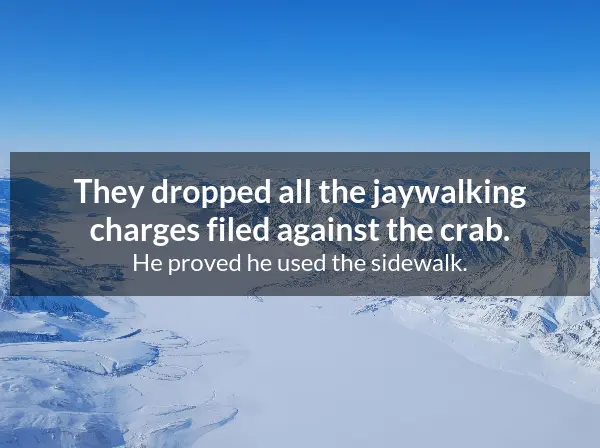 They dropped all the jaywalking
charges filed against the crab.
He proved he used the sidewalk.